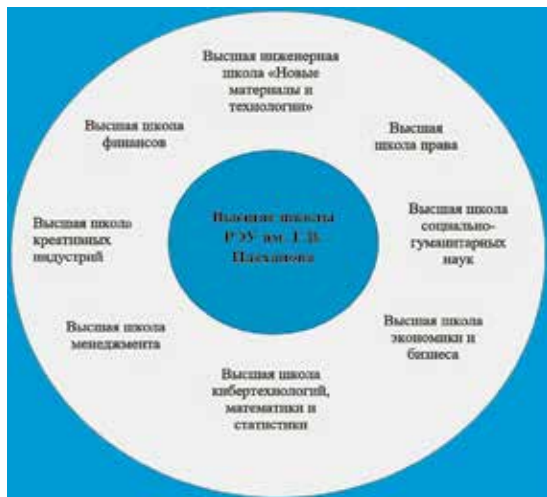 Высшая инженерная
школа «Новые
материалы и
технологии»
Высшая
школа права
Высшая школа
социально-
гуманитарных
наук
Высшая школа
экономики и
бизнеса
Высшая школа
кибертехнологий,
математики и
статистики
Высшая школа
менеджмента
Высшая школа
креативных
индустрий
Высшая школа
финансов
Высшие школы
РЭУ им. Г.В.
Плеханова